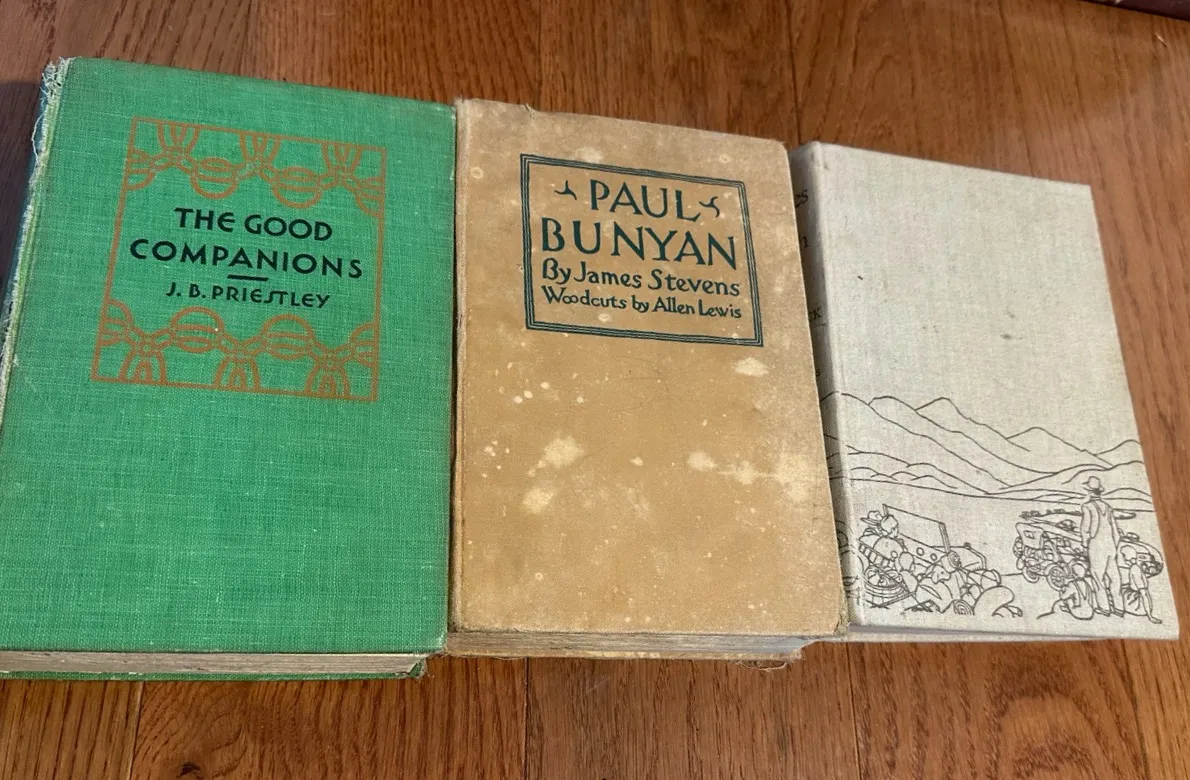 THE GOOD
COMPANIONS
J. B. PRIESTLEY
PAUL
BUNYAN
By James Stevens
Woodcuts by Allen Lewis